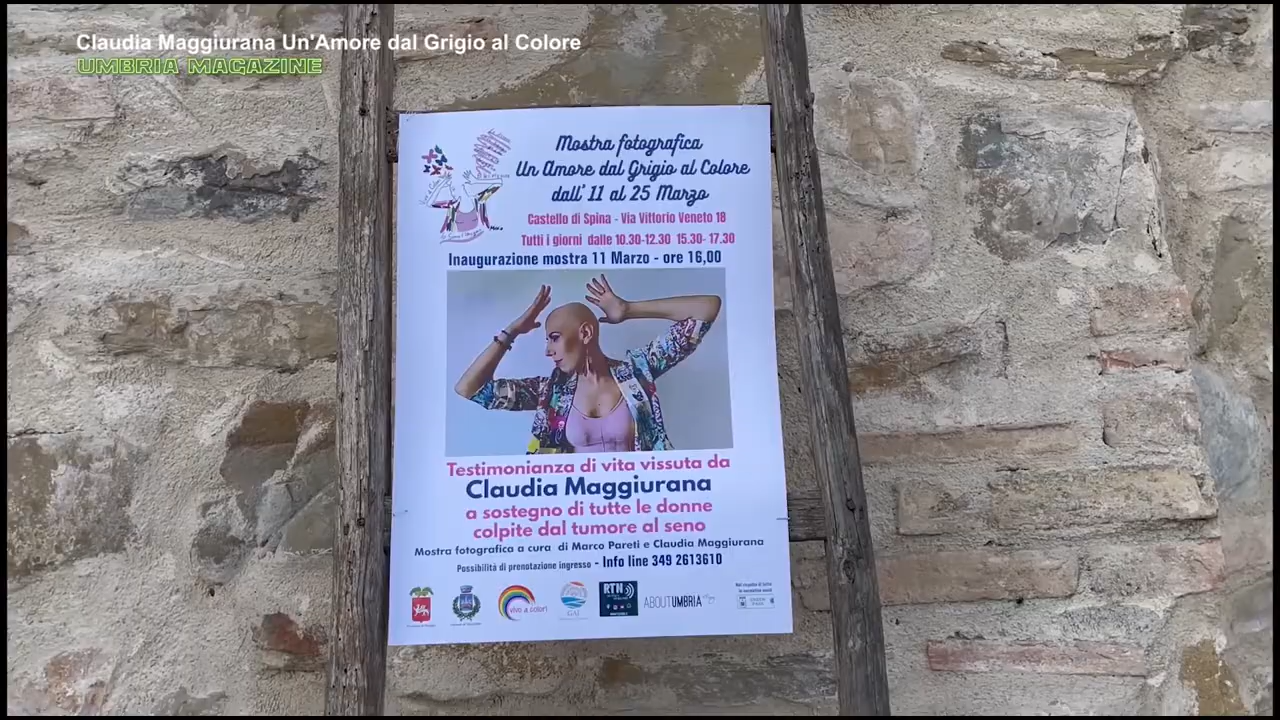 Claudia Maggiurana Un'Amore dal Grigio al Colore
UMBRIA MAGAZINE
Mostra fotografica
Un Amore dal Grigio al Colore
dall' 11 al 25 Marzo
Castello di Spina - Via Vittorio Veneto 18
Tutti i giorni dalle 10.30-12.30 15.30- 17.30
Inaugurazione mostra 11 Marzo - ore 16,00
Testimonianza di vita vissuta da
Claudia Maggiurana
a sostegno di tutte le donne
colpite dal tumore al seno
Mostra fotografica a cura di Marco Pareti e Claudia Maggiurana
Possibilità di prenotazione ingresso - Info line 349 2613610
vivo a colori
GAL
RTH
ABOUTUMBRIA